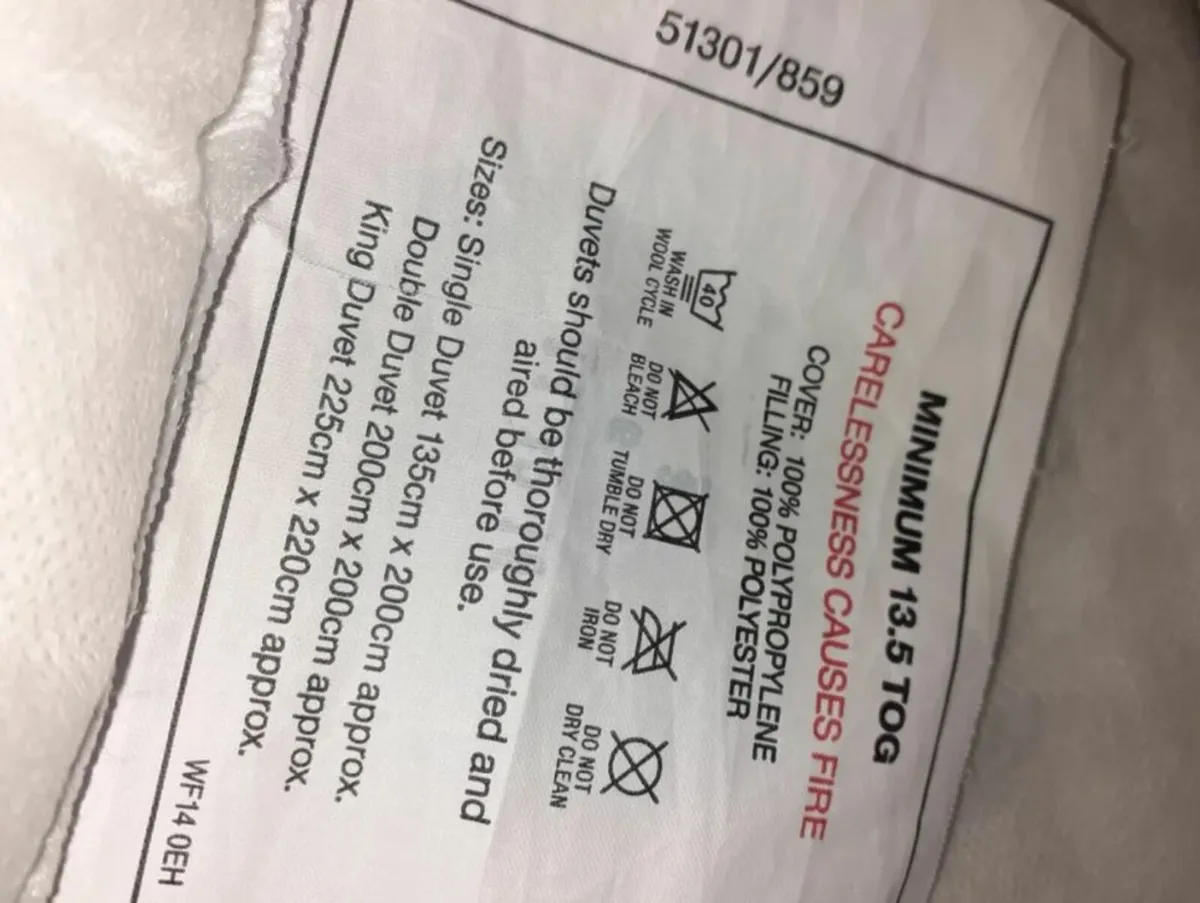 51301/859
MINIMUM 13.5 TOG
CARELESSNESS CAUSES FIRE
COVER: 100% POLYPROPYLENE
FILLING: 100% POLYESTER
40
WASH IN
WOOL CYCLE
DO NOT
BLEACH
DO NOT
TUMBLE DRY
DO NOT
IRON
DO NOT
DRY CLEAN
Duvets should be thoroughly dried and
aired before use.
Sizes: Single Duvet 135cm x 200cm approx.
Double Duvet 200cm x 200cm approx.
King Duvet 225cm x 220cm approx.
WF14 0EH